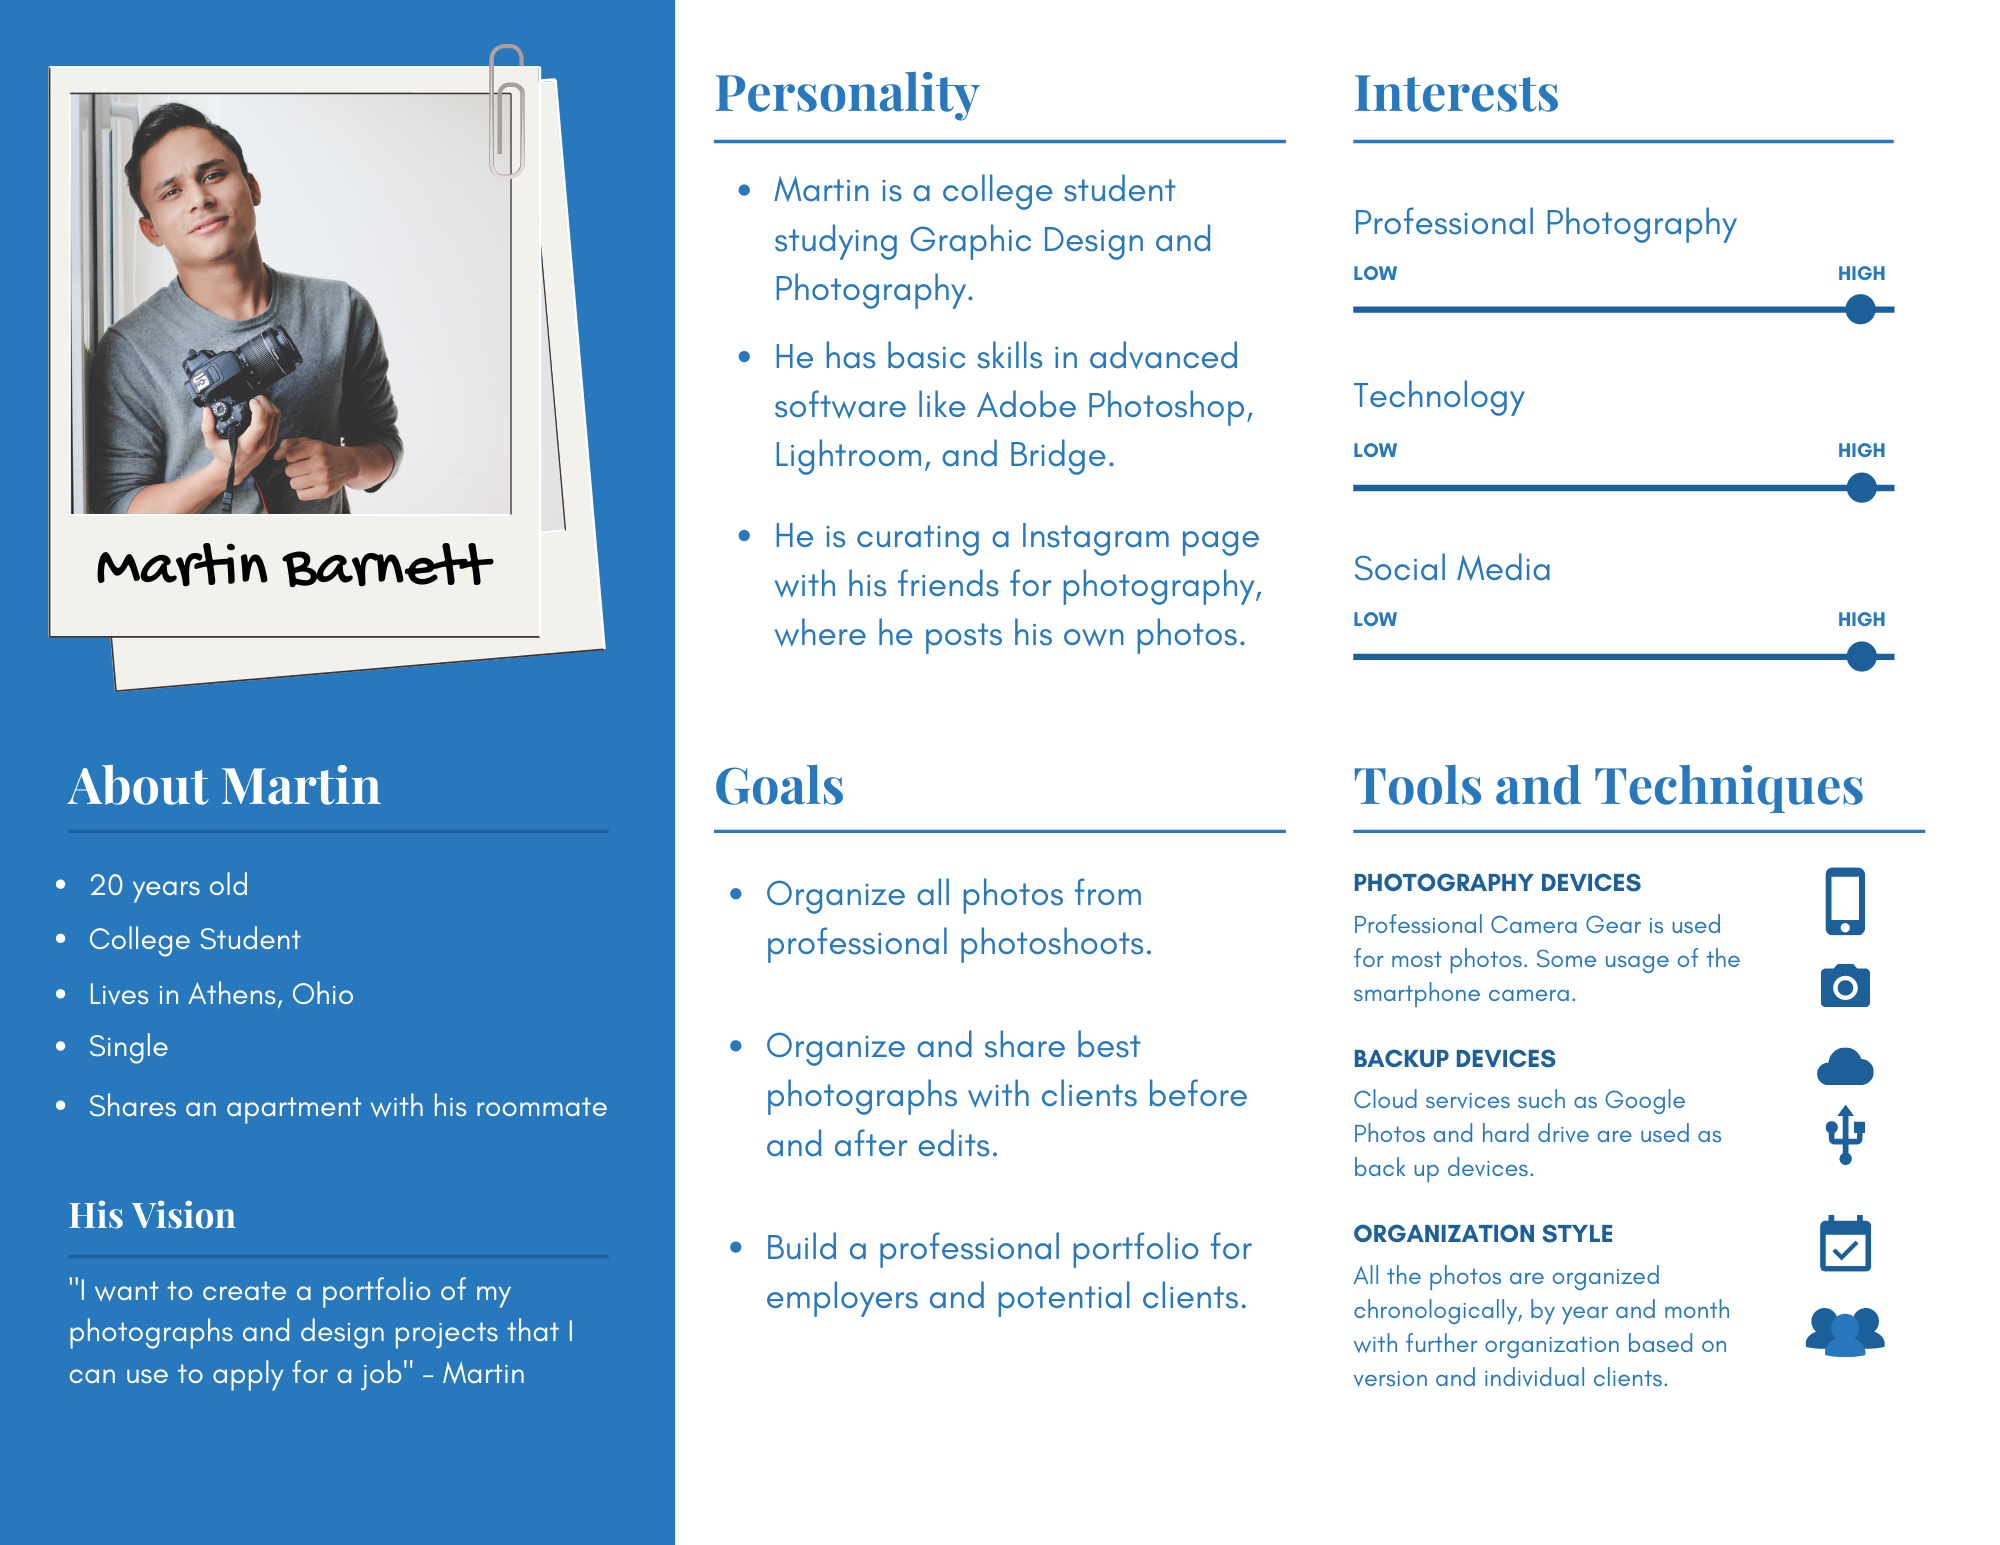 Martin Barnett
About Martin
• 20 years old
• College Student
• Lives in Athens, Ohio
• Single
• Shares an apartment with his roommate
His Vision
"I want to create a portfolio of my
photographs and design projects that I
can use to apply for a job" - Martin
Personality
• Martin is a college student
studying Graphic Design and
Photography.
• He has basic skills in advanced
software like Adobe Photoshop,
Lightroom, and Bridge.
• He is curating a Instagram page
with his friends for photography,
where he posts his own photos.
Goals
• Organize all photos from
professional photoshoots.
• Organize and share best
photographs with clients before
and after edits.
• Build a professional portfolio for
employers and potential clients.
Interests
Professional Photography
LOW HIGH
Technology
LOW HIGH
Social Media
LOW HIGH
Tools and Techniques
PHOTOGRAPHY DEVICES
Professional Camera Gear is used
for most photos. Some usage of the
smartphone camera.
BACKUP DEVICES
Cloud services such as Google
Photos and hard drive are used as
back up devices.
ORGANIZATION STYLE
All the photos are organized
chronologically, by year and month
with further organization based on
version and individual clients.